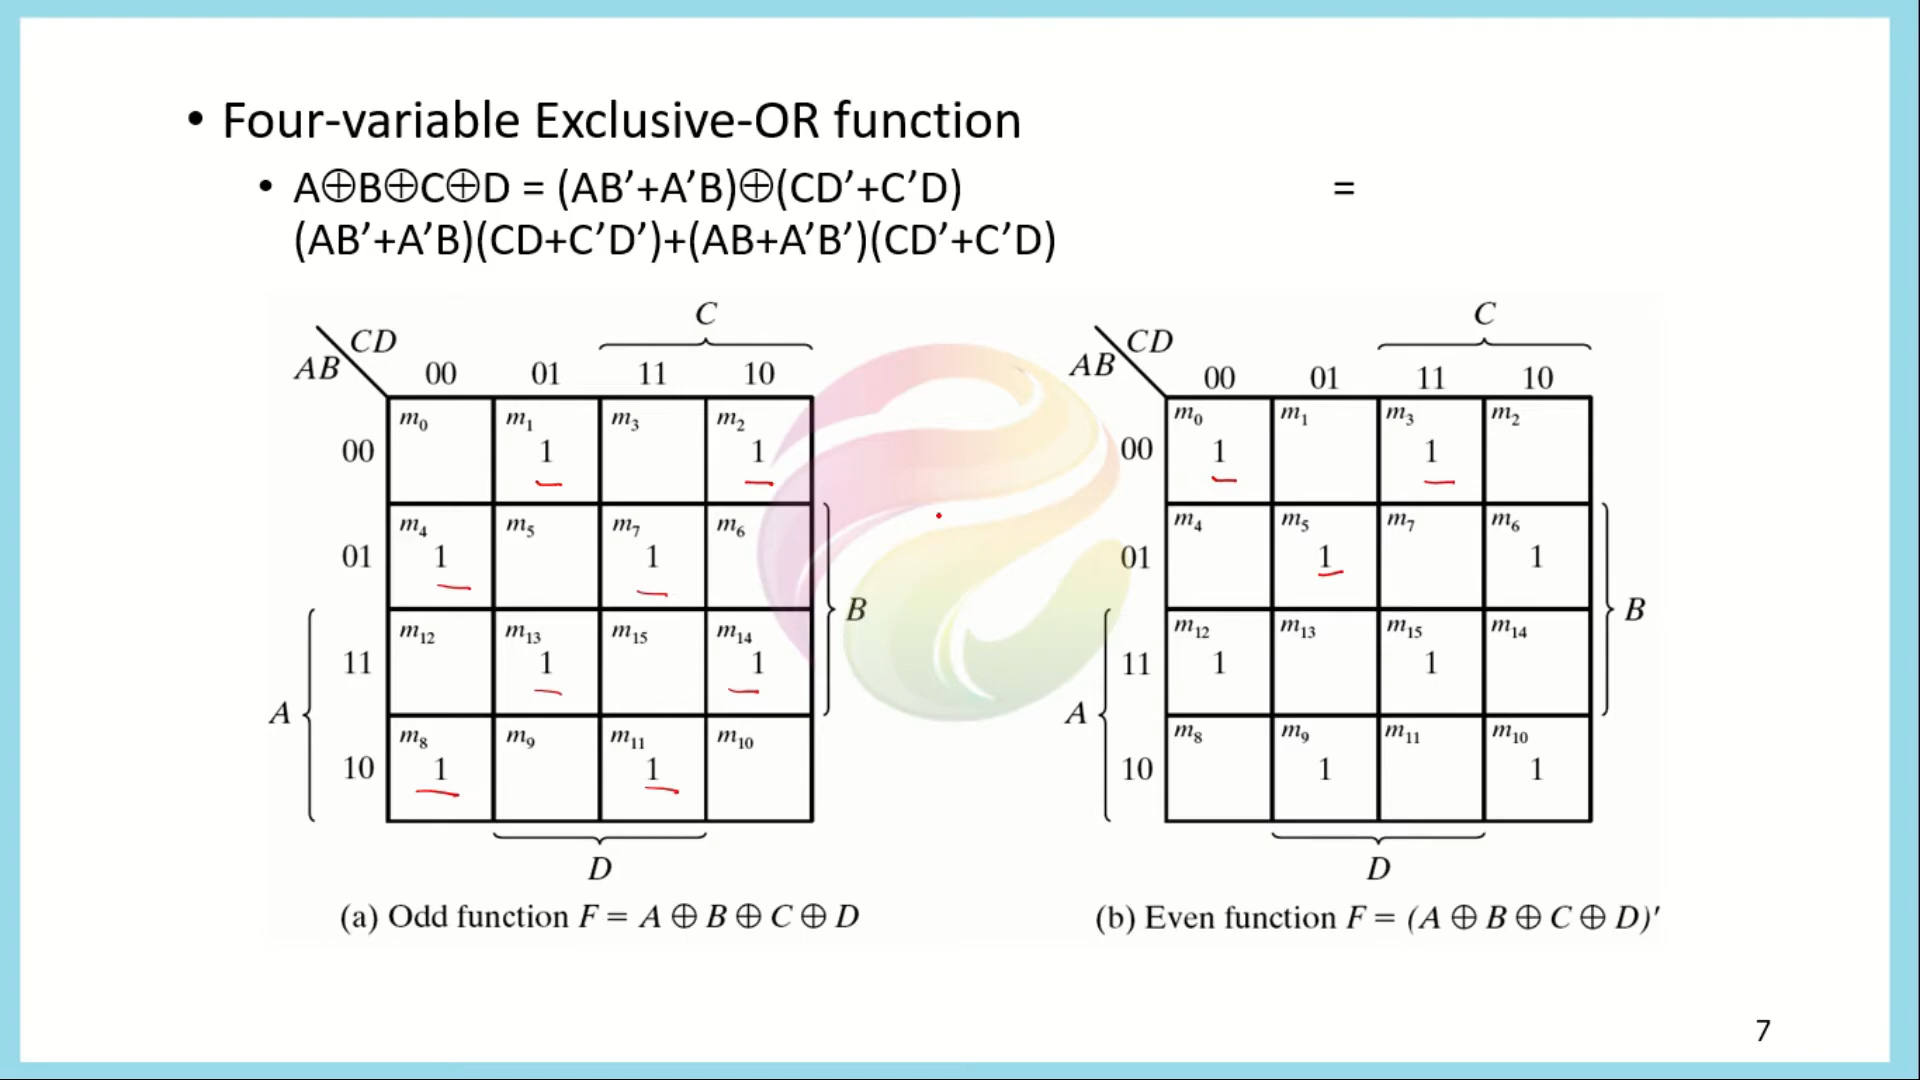 • Four-variable Exclusive-OR function
• A⊕B⊕C⊕D = (AB’+A’B)⊕(CD’+C’D) =
(AB’+A’B)(CD+C’D’)+(AB+A’B’)(CD’+C’D)
C
CD
AB 00 01 11 10
m0 m1 m3 m2
00 1 1
m4 m5 m7 m6
01 1 1
B
m12 m13 m15 m14
11 1 1
A
m8 m9 m11 m10
10 1 1
D
(a) Odd function F = A ⊕ B ⊕ C ⊕ D
C
CD
AB 00 01 11 10
m0 m1 m3 m2
00 1 1
m4 m5 m7 m6
01 1 1
B
m12 m13 m15 m14
11 1 1
A
m8 m9 m11 m10
10 1 1
D
(b) Even function F = (A ⊕ B ⊕ C ⊕ D)′
7